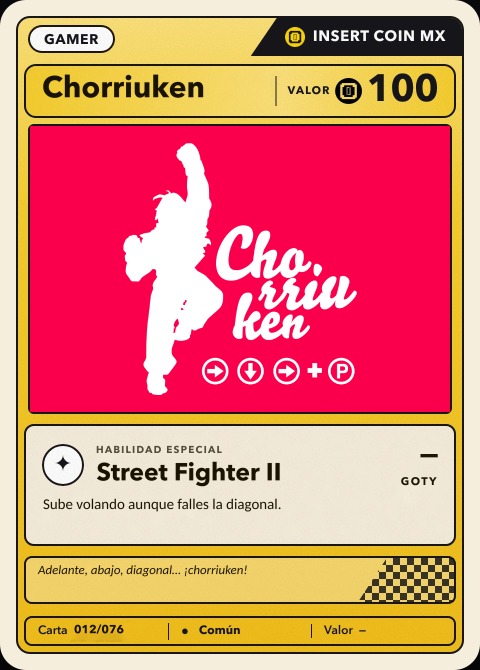 GAMER
INSERT COIN MX
Chorriuken
VALOR 100
Cho
rriu
ken
→ ↓ → + P
HABILIDAD ESPECIAL
Street Fighter II
—
GOTY
Sube volando aunque falles la diagonal.
Adelante, abajo, diagonal... ¡chorriuken!
Carta 012/076
● Común
Valor –